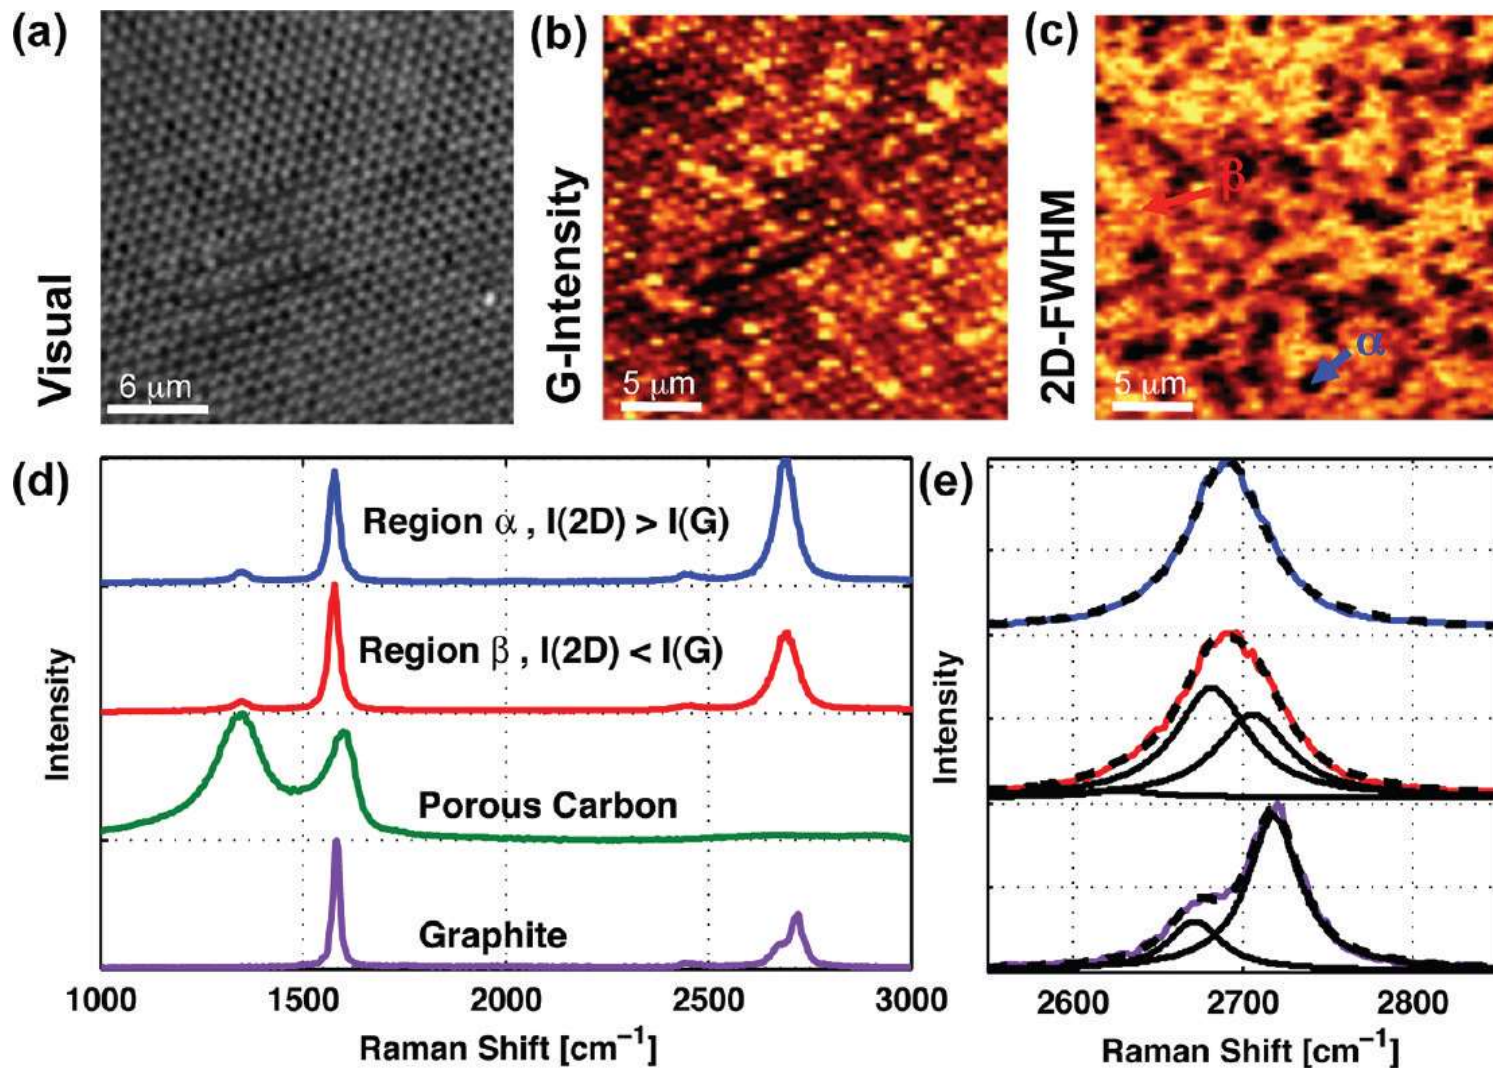 (a)
Visual
6 μm
(b)
G-Intensity
5 μm
(c)
2D-FWHM
β
α
5 μm
(d)
Intensity
Region α , I(2D) > I(G)
Region β , I(2D) < I(G)
Porous Carbon
Graphite
1000 1500 2000 2500 3000
Raman Shift [cm⁻¹]
(e)
Intensity
2600 2700 2800
Raman Shift [cm⁻¹]